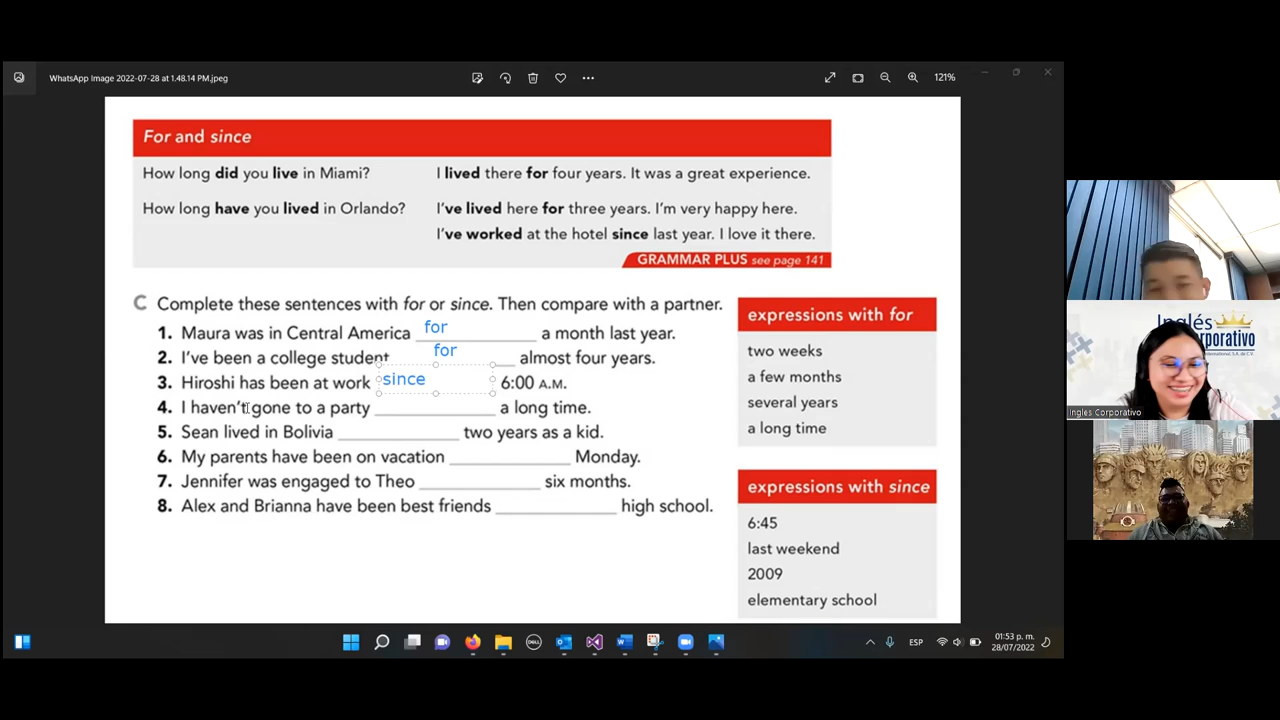 WhatsApp Image 2022-07-28 at 1.48.14 PM.jpeg
121%
For and since
How long did you live in Miami? I lived there for four years. It was a great experience.
How long have you lived in Orlando? I've lived here for three years. I'm very happy here.
I've worked at the hotel since last year. I love it there.
GRAMMAR PLUS see page 141
C Complete these sentences with for or since. Then compare with a partner.
1. Maura was in Central America for a month last year.
2. I've been a college student for almost four years.
3. Hiroshi has been at work since 6:00 A.M.
4. I haven't gone to a party ____________ a long time.
5. Sean lived in Bolivia ____________ two years as a kid.
6. My parents have been on vacation ____________ Monday.
7. Jennifer was engaged to Theo ____________ six months.
8. Alex and Brianna have been best friends ____________ high school.
expressions with for
two weeks
a few months
several years
a long time
expressions with since
6:45
last weekend
2009
elementary school
Inglés
Corporativo
International, S.A. de C.V.
Ingles Corporativo
DELL
ESP
01:53 p. m.
28/07/2022